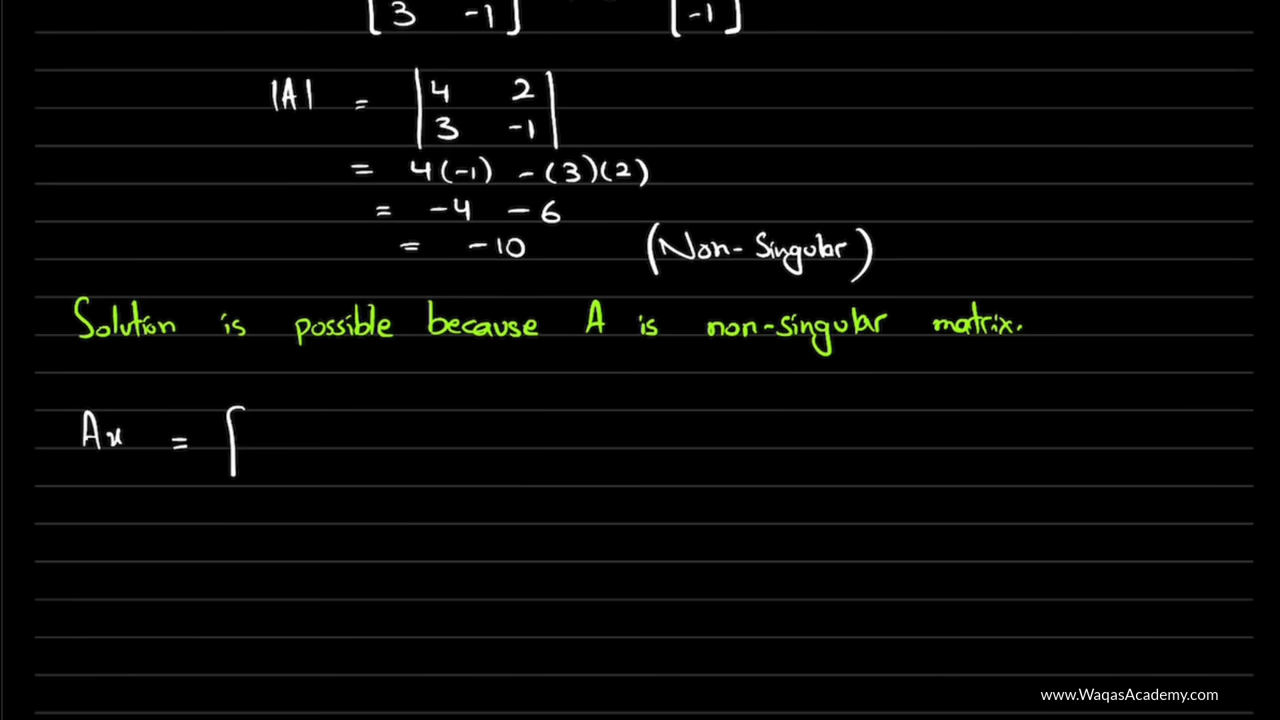 [3 -1] [-1]
|A| = |4 2|
|3 -1|
= 4(-1) - (3)(2)
= -4 - 6
= -10 (Non-Singular)
Solution is possible because A is non-singular matrix.
Ax = [
www.WaqasAcademy.com